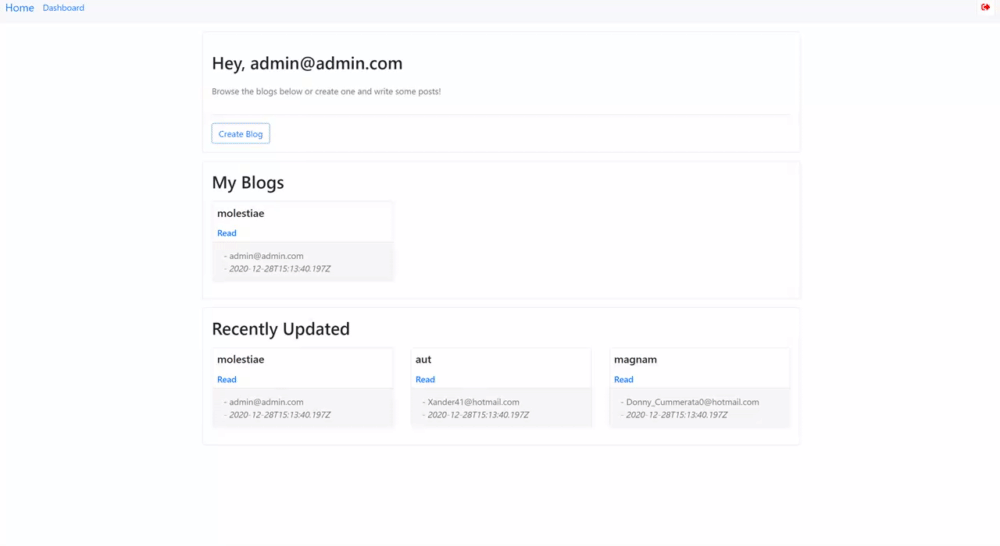 Home Dashboard
Hey, admin@admin.com
Browse the blogs below or create one and write some posts!
Create Blog
My Blogs
molestiae
Read
- admin@admin.com
- 2020-12-28T15:13:40.197Z
Recently Updated
molestiae
Read
- admin@admin.com
- 2020-12-28T15:13:40.197Z
aut
Read
- Xander41@hotmail.com
- 2020-12-28T15:13:40.197Z
magnam
Read
- Donny_Cummerata0@hotmail.com
- 2020-12-28T15:13:40.197Z